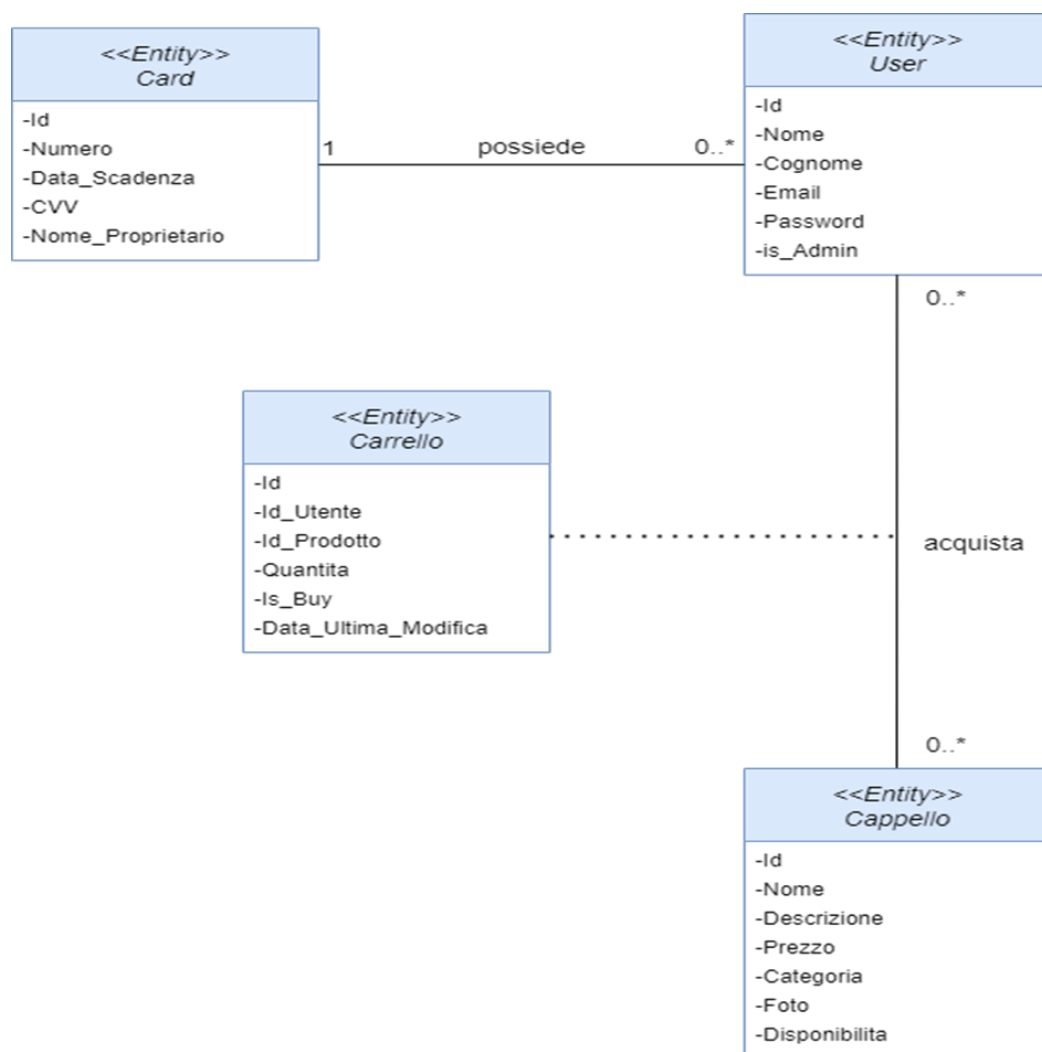 <<Entity>>
Card
-Id
-Numero
-Data_Scadenza
-CVV
-Nome_Proprietario
1
possiede
0..*
<<Entity>>
User
-Id
-Nome
-Cognome
-Email
-Password
-is_Admin
0..*
<<Entity>>
Carrello
-Id
-Id_Utente
-Id_Prodotto
-Quantita
-Is_Buy
-Data_Ultima_Modifica
acquista
0..*
<<Entity>>
Cappello
-Id
-Nome
-Descrizione
-Prezzo
-Categoria
-Foto
-Disponibilita